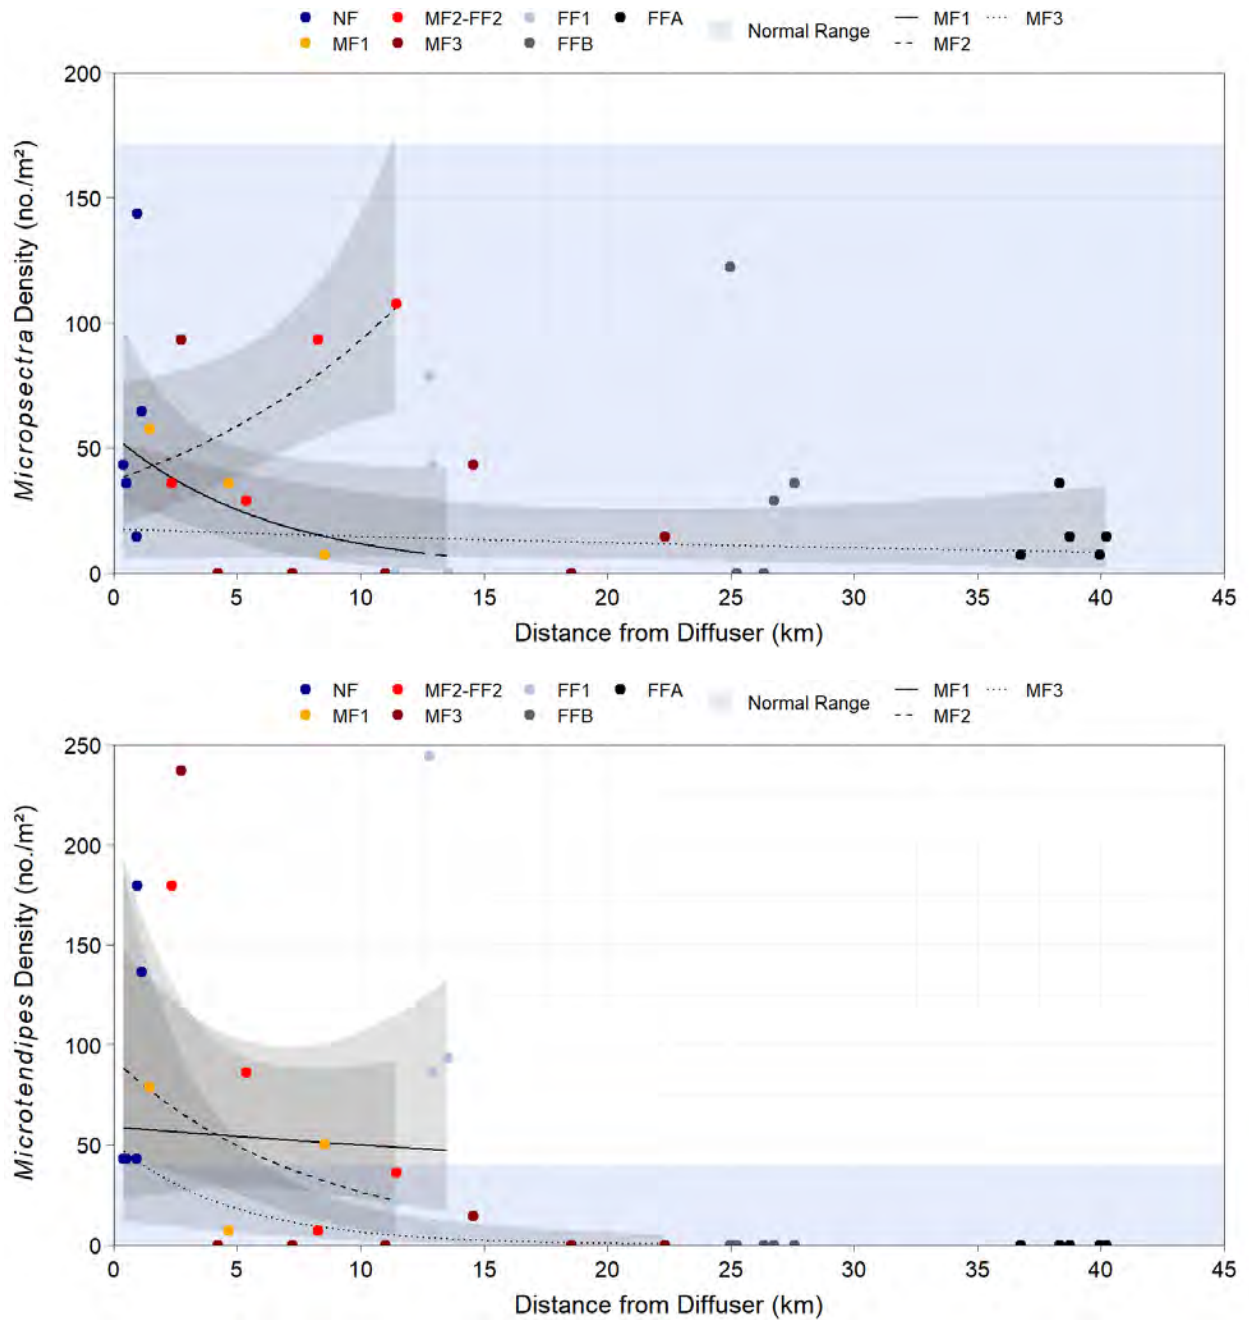 NF MF2-FF2 FF1 FFA Normal Range MF1 MF3
MF1 MF3 FFB MF2
200
150
100
50
0
Micropsectra Density (no./m²)
0 5 10 15 20 25 30 35 40 45
Distance from Diffuser (km)
NF MF2-FF2 FF1 FFA Normal Range MF1 MF3
MF1 MF3 FFB MF2
250
200
150
100
50
0
Microtendipes Density (no./m²)
0 5 10 15 20 25 30 35 40 45
Distance from Diffuser (km)